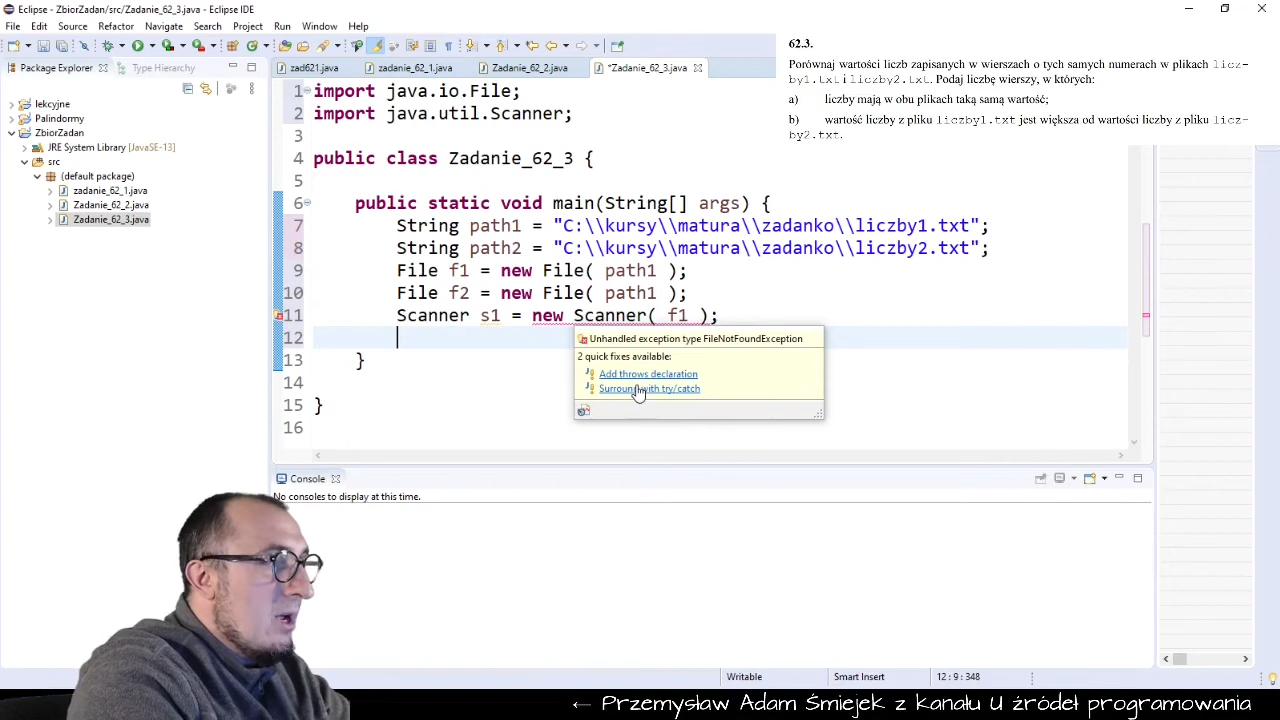 Eclipse - ZbiorZadan/src/Zadanie_62_3.java - Eclipse IDE
File Edit Source Refactor Navigate Search Project Run Window Help
Package Explorer Type Hierarchy
zad621.java zadanie_62_1.java Zadanie_62_2.java *Zadanie_62_3.java
62.3.
Porównaj wartości liczb zapisanych w wierszach o tych samych numerach w plikach licz-
by1.txt i liczby2.txt. Podaj liczbę wierszy, w których:
a) liczby mają w obu plikach taką samą wartość;
b) wartość liczby z pliku liczby1.txt jest większa od wartości liczby z pliku licz-
by2.txt.
lekcyjne
Palindormy
ZbiorZadan
JRE System Library [JavaSE-13]
src
(default package)
zadanie_62_1.java
Zadanie_62_2.java
Zadanie_62_3.java
1 import java.io.File;
2 import java.util.Scanner;
3
4 public class Zadanie_62_3 {
5
6 public static void main(String[] args) {
7 String path1 = "C:\\kursy\\matura\\zadanko\\liczby1.txt";
8 String path2 = "C:\\kursy\\matura\\zadanko\\liczby2.txt";
9 File f1 = new File( path1 );
10 File f2 = new File( path1 );
11 Scanner s1 = new Scanner( f1 );
12
13 }
14
15 }
16
Unhandled exception type FileNotFoundException
2 quick fixes available:
Add throws declaration
Surround with try/catch
Console
No consoles to display at this time.
Writable Smart Insert 12 : 9 : 348
← Przemysław Adam Śmiejek z kanału U źródeł programowania